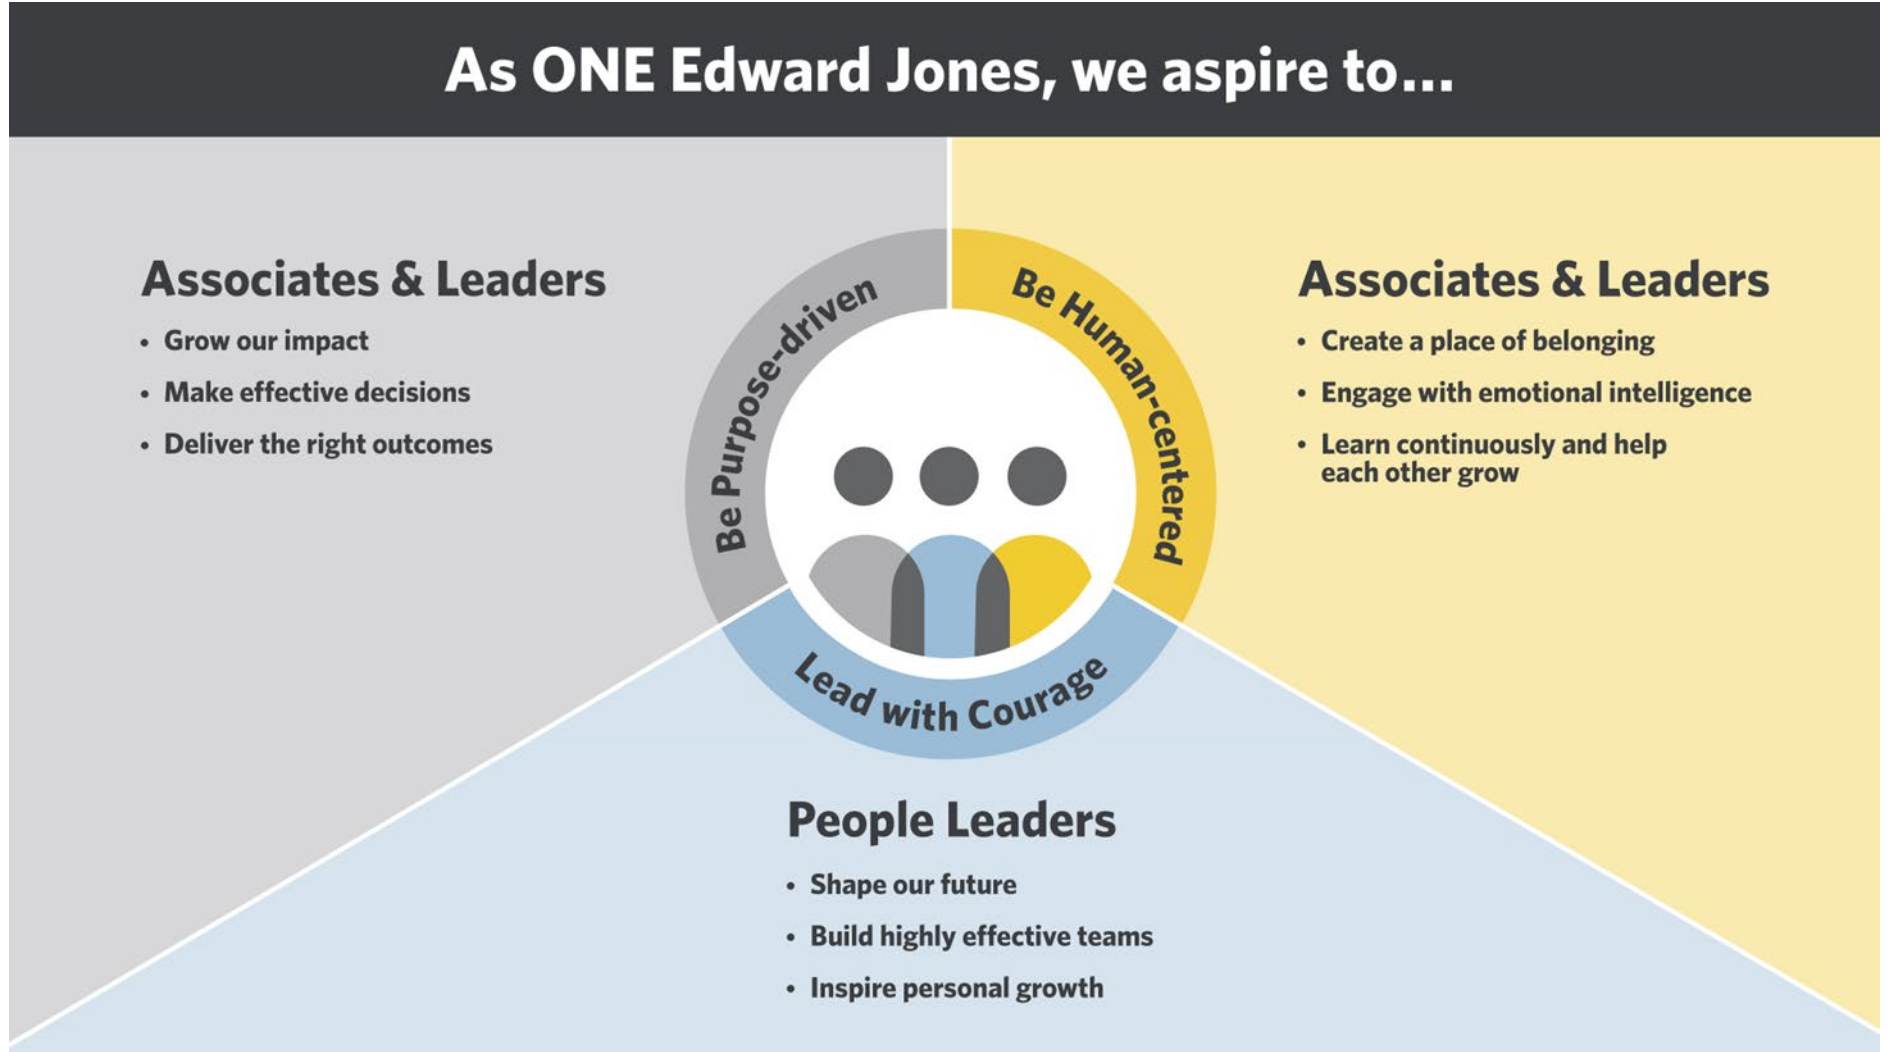 As ONE Edward Jones, we aspire to...
Associates & Leaders
• Grow our impact
• Make effective decisions
• Deliver the right outcomes
Be Purpose-driven
Be Human-centered
Lead with Courage
Associates & Leaders
• Create a place of belonging
• Engage with emotional intelligence
• Learn continuously and help
each other grow
People Leaders
• Shape our future
• Build highly effective teams
• Inspire personal growth